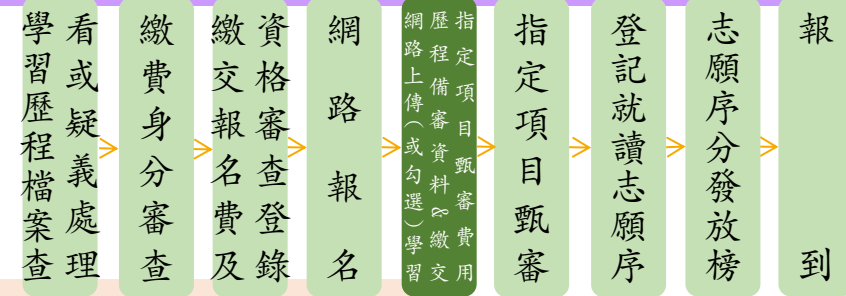 學習歷程檔案查
看或疑義處理
繳費身分審查
繳交報名費及
資格審查登錄
網路報名
網路上傳（或勾選）學習
歷程備審資料&繳交
指定項目甄審費用
指定項目甄審
登記就讀志願序
志願序分發放榜
報到